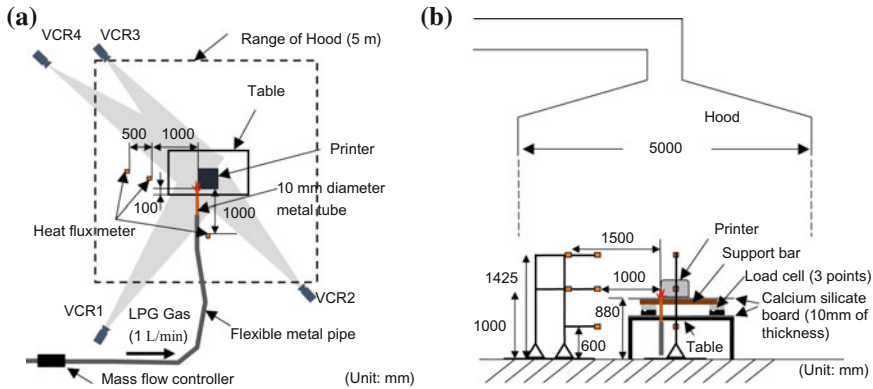 (a)
VCR4
VCR3
Range of Hood (5 m)
Table
500
1000
Printer
10 mm diameter
metal tube
100
1000
Heat fluxmeter
VCR1
VCR2
LPG Gas
(1 L/min)
Flexible metal pipe
Mass flow controller
(Unit: mm)
(b)
Hood
5000
Printer
1500
Support bar
Load cell (3 points)
1425
1000
Calcium silicate
board (10mm of
thickness)
880
1000
600
Table
(Unit: mm)